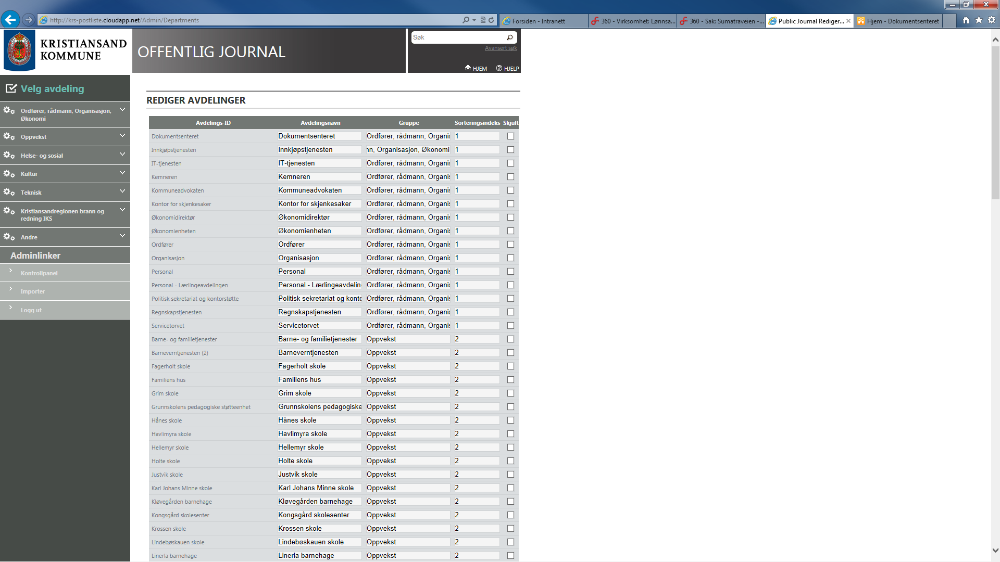 http://krs-postliste.cloudapp.net/Admin/Departments
Forsiden - Intranett
360 - Virksomhet: Lønnsa...
360 - Sak: Sumatraveien -...
Public Journal Rediger...
Hjem - Dokumentsenteret
KRISTIANSAND
KOMMUNE
OFFENTLIG JOURNAL
Søk
Avansert søk
HJEM HJELP
Velg avdeling
Ordfører, rådmann, Organisasjon,
Økonomi
Oppvekst
Helse- og sosial
Kultur
Teknisk
Kristiansandregionen brann og
redning IKS
Andre
Adminlinker
Kontrollpanel
Importer
Logg ut
REDIGER AVDELINGER
Avdelings-ID Avdelingsnavn Gruppe Sorteringsindeks Skjult
Dokumentsenteret Dokumentsenteret Ordfører, rådmann, Organis 1
Innkjøpstjenesten Innkjøpstjenesten nn, Organisasjon, Økonomi 1
IT-tjenesten IT-tjenesten Ordfører, rådmann, Organis 1
Kemneren Kemneren Ordfører, rådmann, Organis 1
Kommuneadvokaten Kommuneadvokaten Ordfører, rådmann, Organis 1
Kontor for skjenkesaker Kontor for skjenkesaker Ordfører, rådmann, Organis 1
Økonomidirektør Økonomidirektør Ordfører, rådmann, Organis 1
Økonomienheten Økonomienheten Ordfører, rådmann, Organis 1
Ordfører Ordfører Ordfører, rådmann, Organis 1
Organisasjon Organisasjon Ordfører, rådmann, Organis 1
Personal Personal Ordfører, rådmann, Organis 1
Personal - Lærlingeavdelingen Personal - Lærlingeavdelin Ordfører, rådmann, Organis 1
Politisk sekretariat og kontorstøtte Politisk sekretariat og konto Ordfører, rådmann, Organis 1
Regnskapstjenesten Regnskapstjenesten Ordfører, rådmann, Organis 1
Servicetorvet Servicetorvet Ordfører, rådmann, Organis 1
Barne- og familietjenester Barne- og familietjenester Oppvekst 2
Barneverntjenesten (2) Barneverntjenesten Oppvekst 2
Fagerholt skole Fagerholt skole Oppvekst 2
Familiens hus Familiens hus Oppvekst 2
Grim skole Grim skole Oppvekst 2
Grunnskolens pedagogiske støtteenhet Grunnskolens pedagogiske Oppvekst 2
Hånes skole Hånes skole Oppvekst 2
Havlimyra skole Havlimyra skole Oppvekst 2
Hellemyr skole Hellemyr skole Oppvekst 2
Holte skole Holte skole Oppvekst 2
Justvik skole Justvik skole Oppvekst 2
Karl Johans Minne skole Karl Johans Minne skole Oppvekst 2
Kløvegården barnehage Kløvegården barnehage Oppvekst 2
Kongsgård skolesenter Kongsgård skolesenter Oppvekst 2
Krossen skole Krossen skole Oppvekst 2
Lindebøskauen skole Lindebøskauen skole Oppvekst 2
Linerla barnehage Linerla barnehage Oppvekst 2